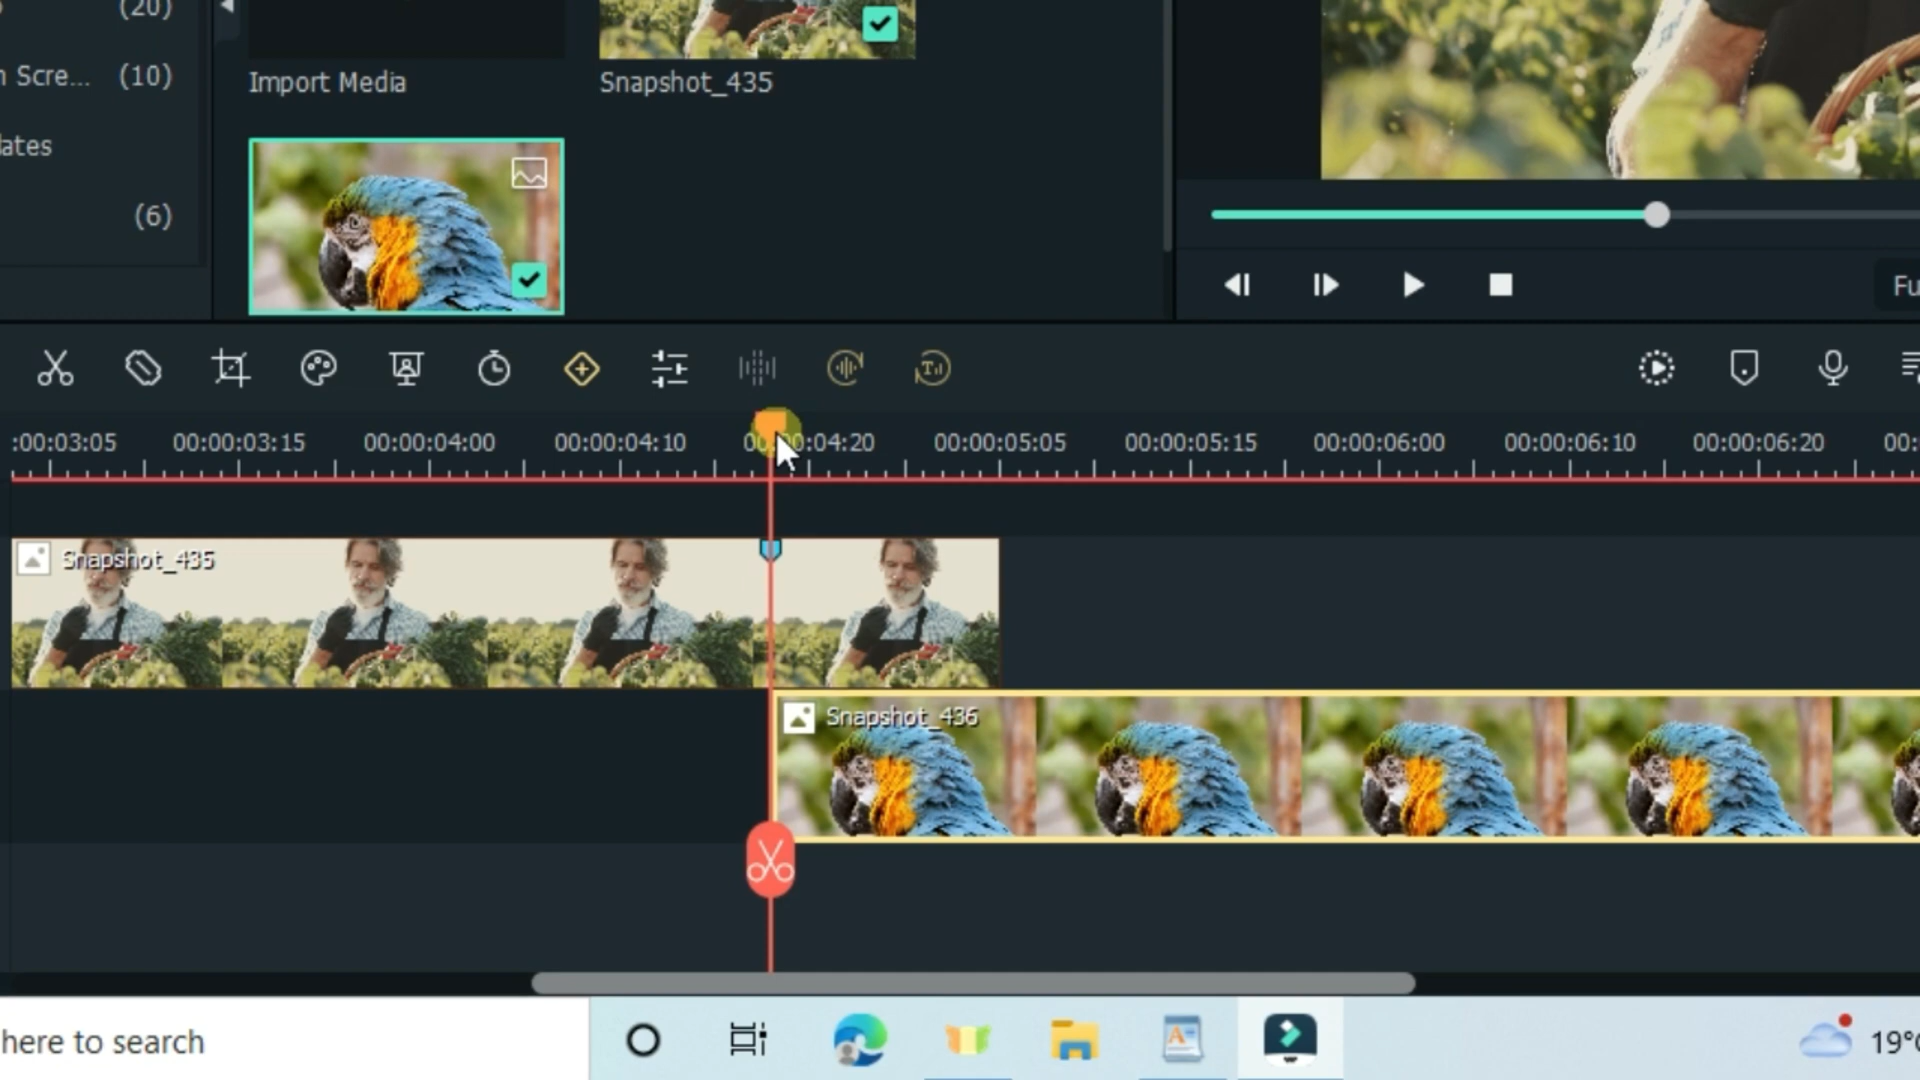 (20)
n Scre... (10)
lates
(6)
Import Media
Snapshot_435
Fu
:00:03:05 00:00:03:15 00:00:04:00 00:00:04:10 00:00:04:20 00:00:05:05 00:00:05:15 00:00:06:00 00:00:06:10 00:00:06:20 00:
Snapshot_435
Snapshot_436
here to search
19°